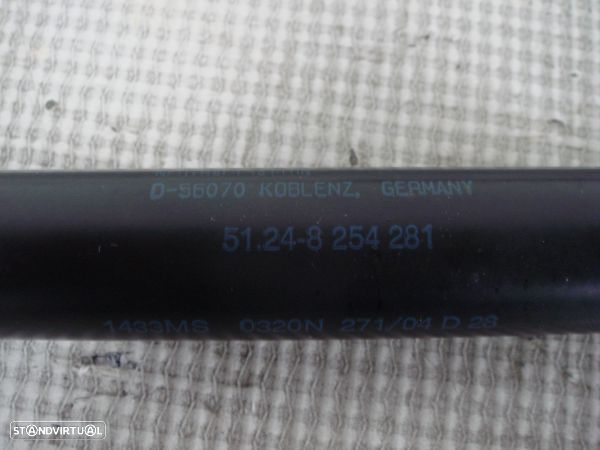 D-56070 KOBLENZ, GERMANY
51.24-8 254 281
1433MS 0320N 271/04 D 28
STANDVIRTUAL